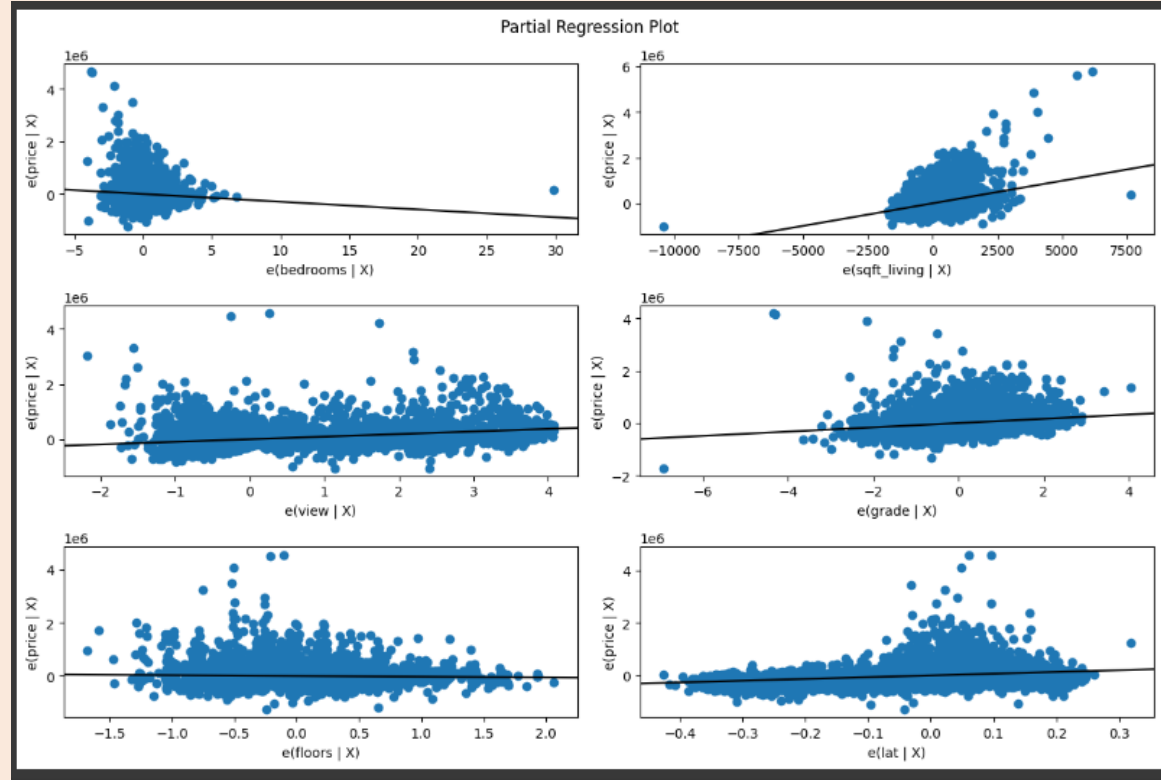 Partial Regression Plot
1e6
4
2
0
e(price | X)
−5 0 5 10 15 20 25 30
e(bedrooms | X)
1e6
6
4
2
0
e(price | X)
−10000 −7500 −5000 −2500 0 2500 5000 7500
e(sqft_living | X)
1e6
4
2
0
e(price | X)
−2 −1 0 1 2 3 4
e(view | X)
1e6
4
2
0
−2
e(price | X)
−6 −4 −2 0 2 4
e(grade | X)
1e6
4
2
0
e(price | X)
−1.5 −1.0 −0.5 0.0 0.5 1.0 1.5 2.0
e(floors | X)
1e6
4
2
0
e(price | X)
−0.4 −0.3 −0.2 −0.1 0.0 0.1 0.2 0.3
e(lat | X)